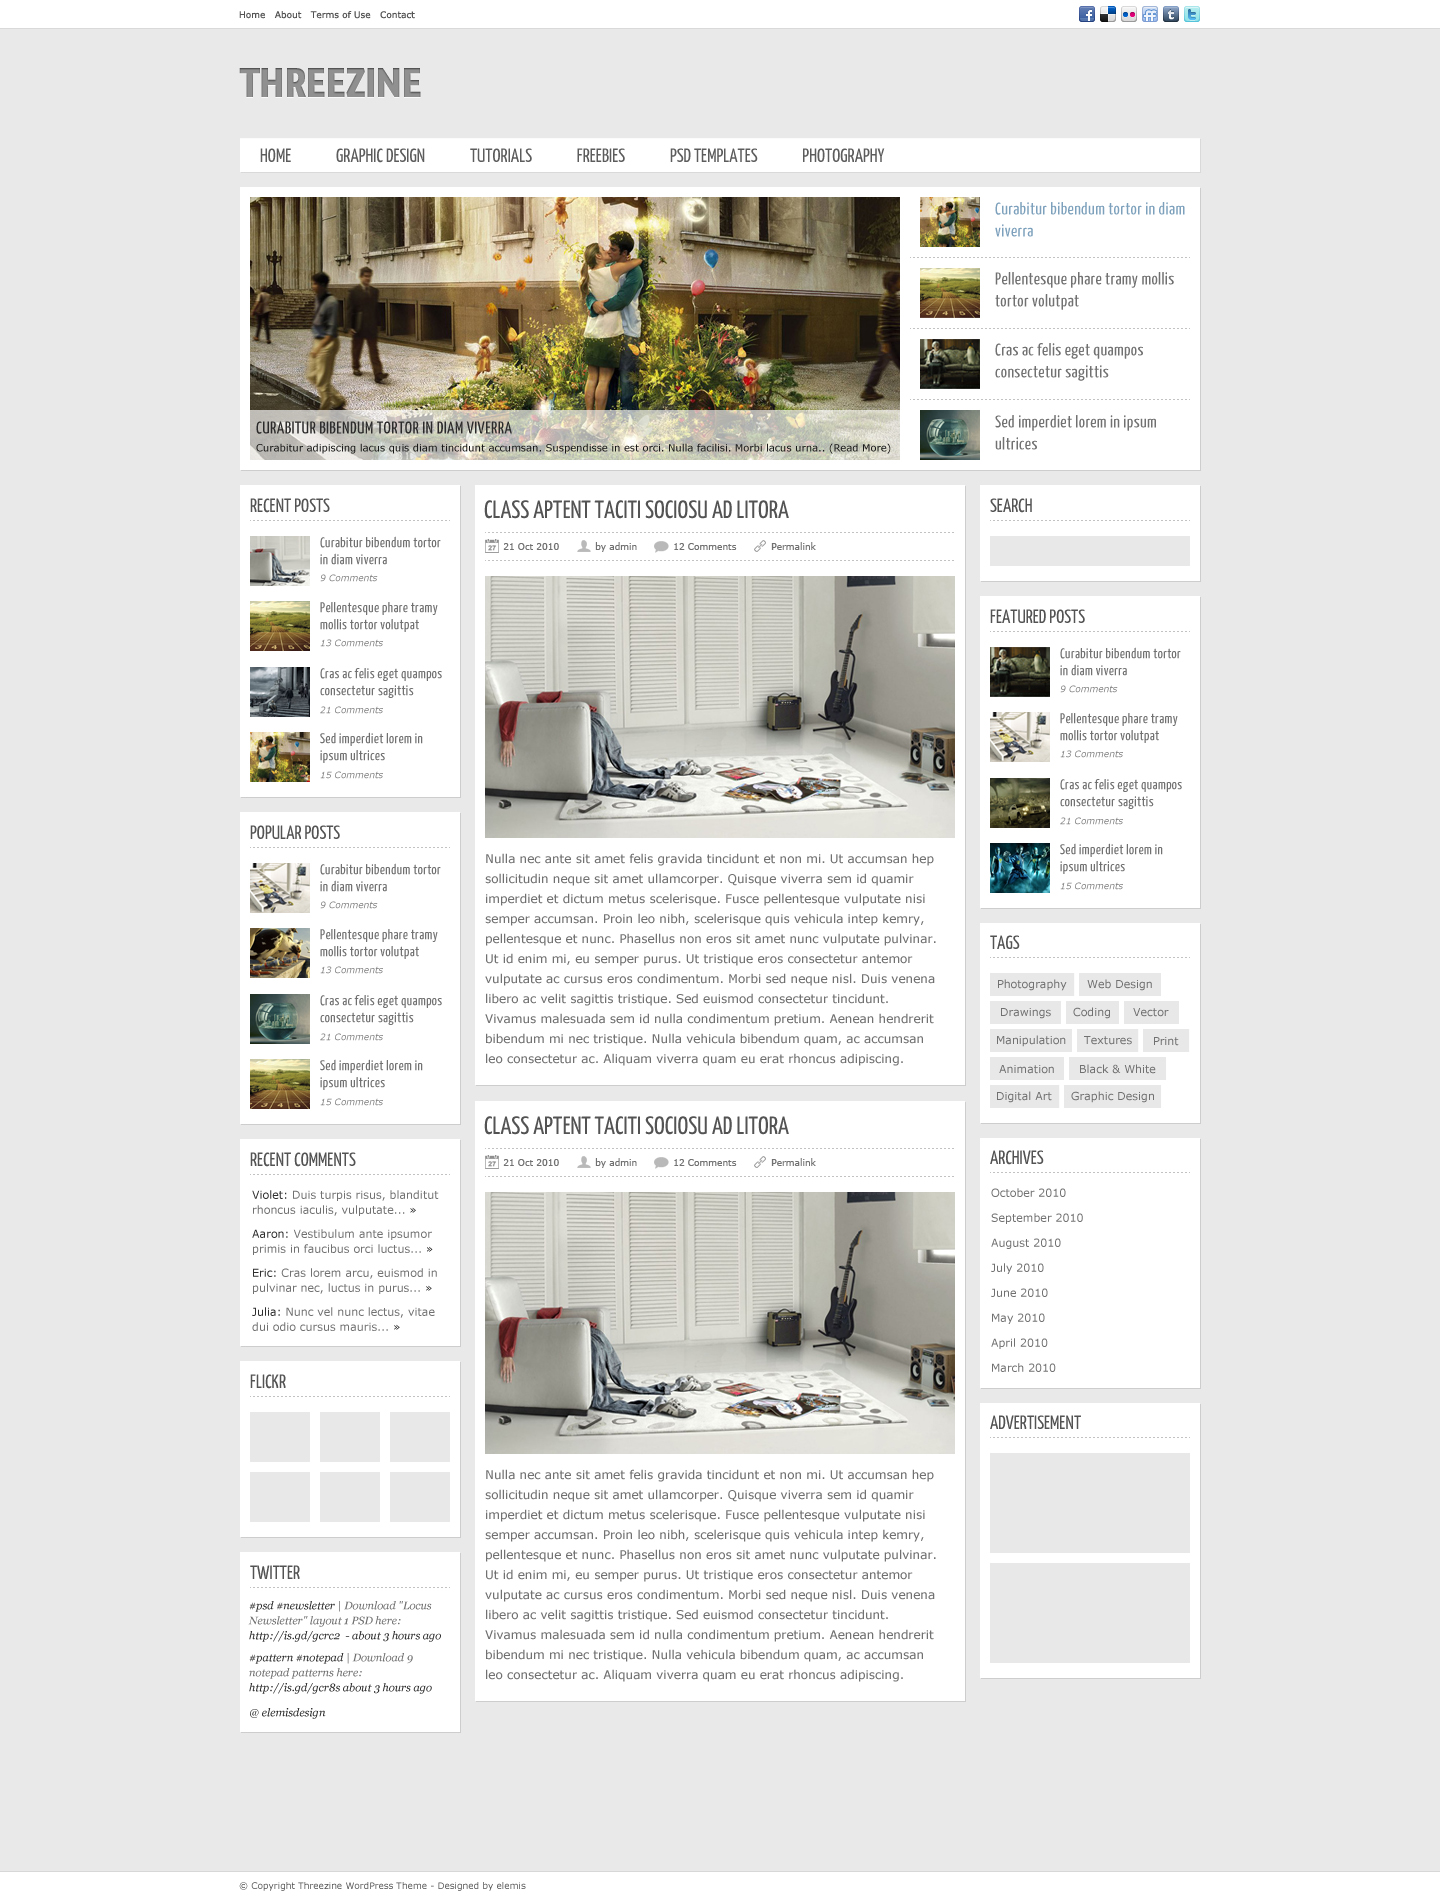 Home About Terms of Use Contact
THREEZINE
HOME GRAPHIC DESIGN TUTORIALS FREEBIES PSD TEMPLATES PHOTOGRAPHY
CURABITUR BIBENDUM TORTOR IN DIAM VIVERRA
Curabitur adipiscing lacus quis diam tincidunt accumsan. Suspendisse in est orci. Nulla facilisi. Morbi lacus urna.. (Read More)
Curabitur bibendum tortor in diam
viverra
Pellentesque phare tramy mollis
tortor volutpat
Cras ac felis eget quampos
consectetur sagittis
Sed imperdiet lorem in ipsum
ultrices
RECENT POSTS
Curabitur bibendum tortor
in diam viverra
9 Comments
Pellentesque phare tramy
mollis tortor volutpat
13 Comments
Cras ac felis eget quampos
consectetur sagittis
21 Comments
Sed imperdiet lorem in
ipsum ultrices
15 Comments
POPULAR POSTS
Curabitur bibendum tortor
in diam viverra
9 Comments
Pellentesque phare tramy
mollis tortor volutpat
13 Comments
Cras ac felis eget quampos
consectetur sagittis
21 Comments
Sed imperdiet lorem in
ipsum ultrices
15 Comments
RECENT COMMENTS
Violet: Duis turpis risus, blanditut
rhoncus iaculis, vulputate... »
Aaron: Vestibulum ante ipsumor
primis in faucibus orci luctus... »
Eric: Cras lorem arcu, euismod in
pulvinar nec, luctus in purus... »
Julia: Nunc vel nunc lectus, vitae
dui odio cursus mauris... »
FLICKR
TWITTER
#psd #newsletter | Download "Locus
Newsletter" layout 1 PSD here:
http://is.gd/gcrc2 - about 3 hours ago
#pattern #notepad | Download 9
notepad patterns here:
http://is.gd/gcr8s about 3 hours ago
@ elemisdesign
CLASS APTENT TACITI SOCIOSU AD LITORA
27 21 Oct 2010 by admin 12 Comments Permalink
Nulla nec ante sit amet felis gravida tincidunt et non mi. Ut accumsan hep
sollicitudin neque sit amet ullamcorper. Quisque viverra sem id quamir
imperdiet et dictum metus scelerisque. Fusce pellentesque vulputate nisi
semper accumsan. Proin leo nibh, scelerisque quis vehicula intep kemry,
pellentesque et nunc. Phasellus non eros sit amet nunc vulputate pulvinar.
Ut id enim mi, eu semper purus. Ut tristique eros consectetur antemor
vulputate ac cursus eros condimentum. Morbi sed neque nisl. Duis venena
libero ac velit sagittis tristique. Sed euismod consectetur tincidunt.
Vivamus malesuada sem id nulla condimentum pretium. Aenean hendrerit
bibendum mi nec tristique. Nulla vehicula bibendum quam, ac accumsan
leo consectetur ac. Aliquam viverra quam eu erat rhoncus adipiscing.
CLASS APTENT TACITI SOCIOSU AD LITORA
27 21 Oct 2010 by admin 12 Comments Permalink
Nulla nec ante sit amet felis gravida tincidunt et non mi. Ut accumsan hep
sollicitudin neque sit amet ullamcorper. Quisque viverra sem id quamir
imperdiet et dictum metus scelerisque. Fusce pellentesque vulputate nisi
semper accumsan. Proin leo nibh, scelerisque quis vehicula intep kemry,
pellentesque et nunc. Phasellus non eros sit amet nunc vulputate pulvinar.
Ut id enim mi, eu semper purus. Ut tristique eros consectetur antemor
vulputate ac cursus eros condimentum. Morbi sed neque nisl. Duis venena
libero ac velit sagittis tristique. Sed euismod consectetur tincidunt.
Vivamus malesuada sem id nulla condimentum pretium. Aenean hendrerit
bibendum mi nec tristique. Nulla vehicula bibendum quam, ac accumsan
leo consectetur ac. Aliquam viverra quam eu erat rhoncus adipiscing.
SEARCH
FEATURED POSTS
Curabitur bibendum tortor
in diam viverra
9 Comments
Pellentesque phare tramy
mollis tortor volutpat
13 Comments
Cras ac felis eget quampos
consectetur sagittis
21 Comments
Sed imperdiet lorem in
ipsum ultrices
15 Comments
TAGS
Photography Web Design
Drawings Coding Vector
Manipulation Textures Print
Animation Black & White
Digital Art Graphic Design
ARCHIVES
October 2010
September 2010
August 2010
July 2010
June 2010
May 2010
April 2010
March 2010
ADVERTISEMENT
© Copyright Threezine WordPress Theme - Designed by elemis